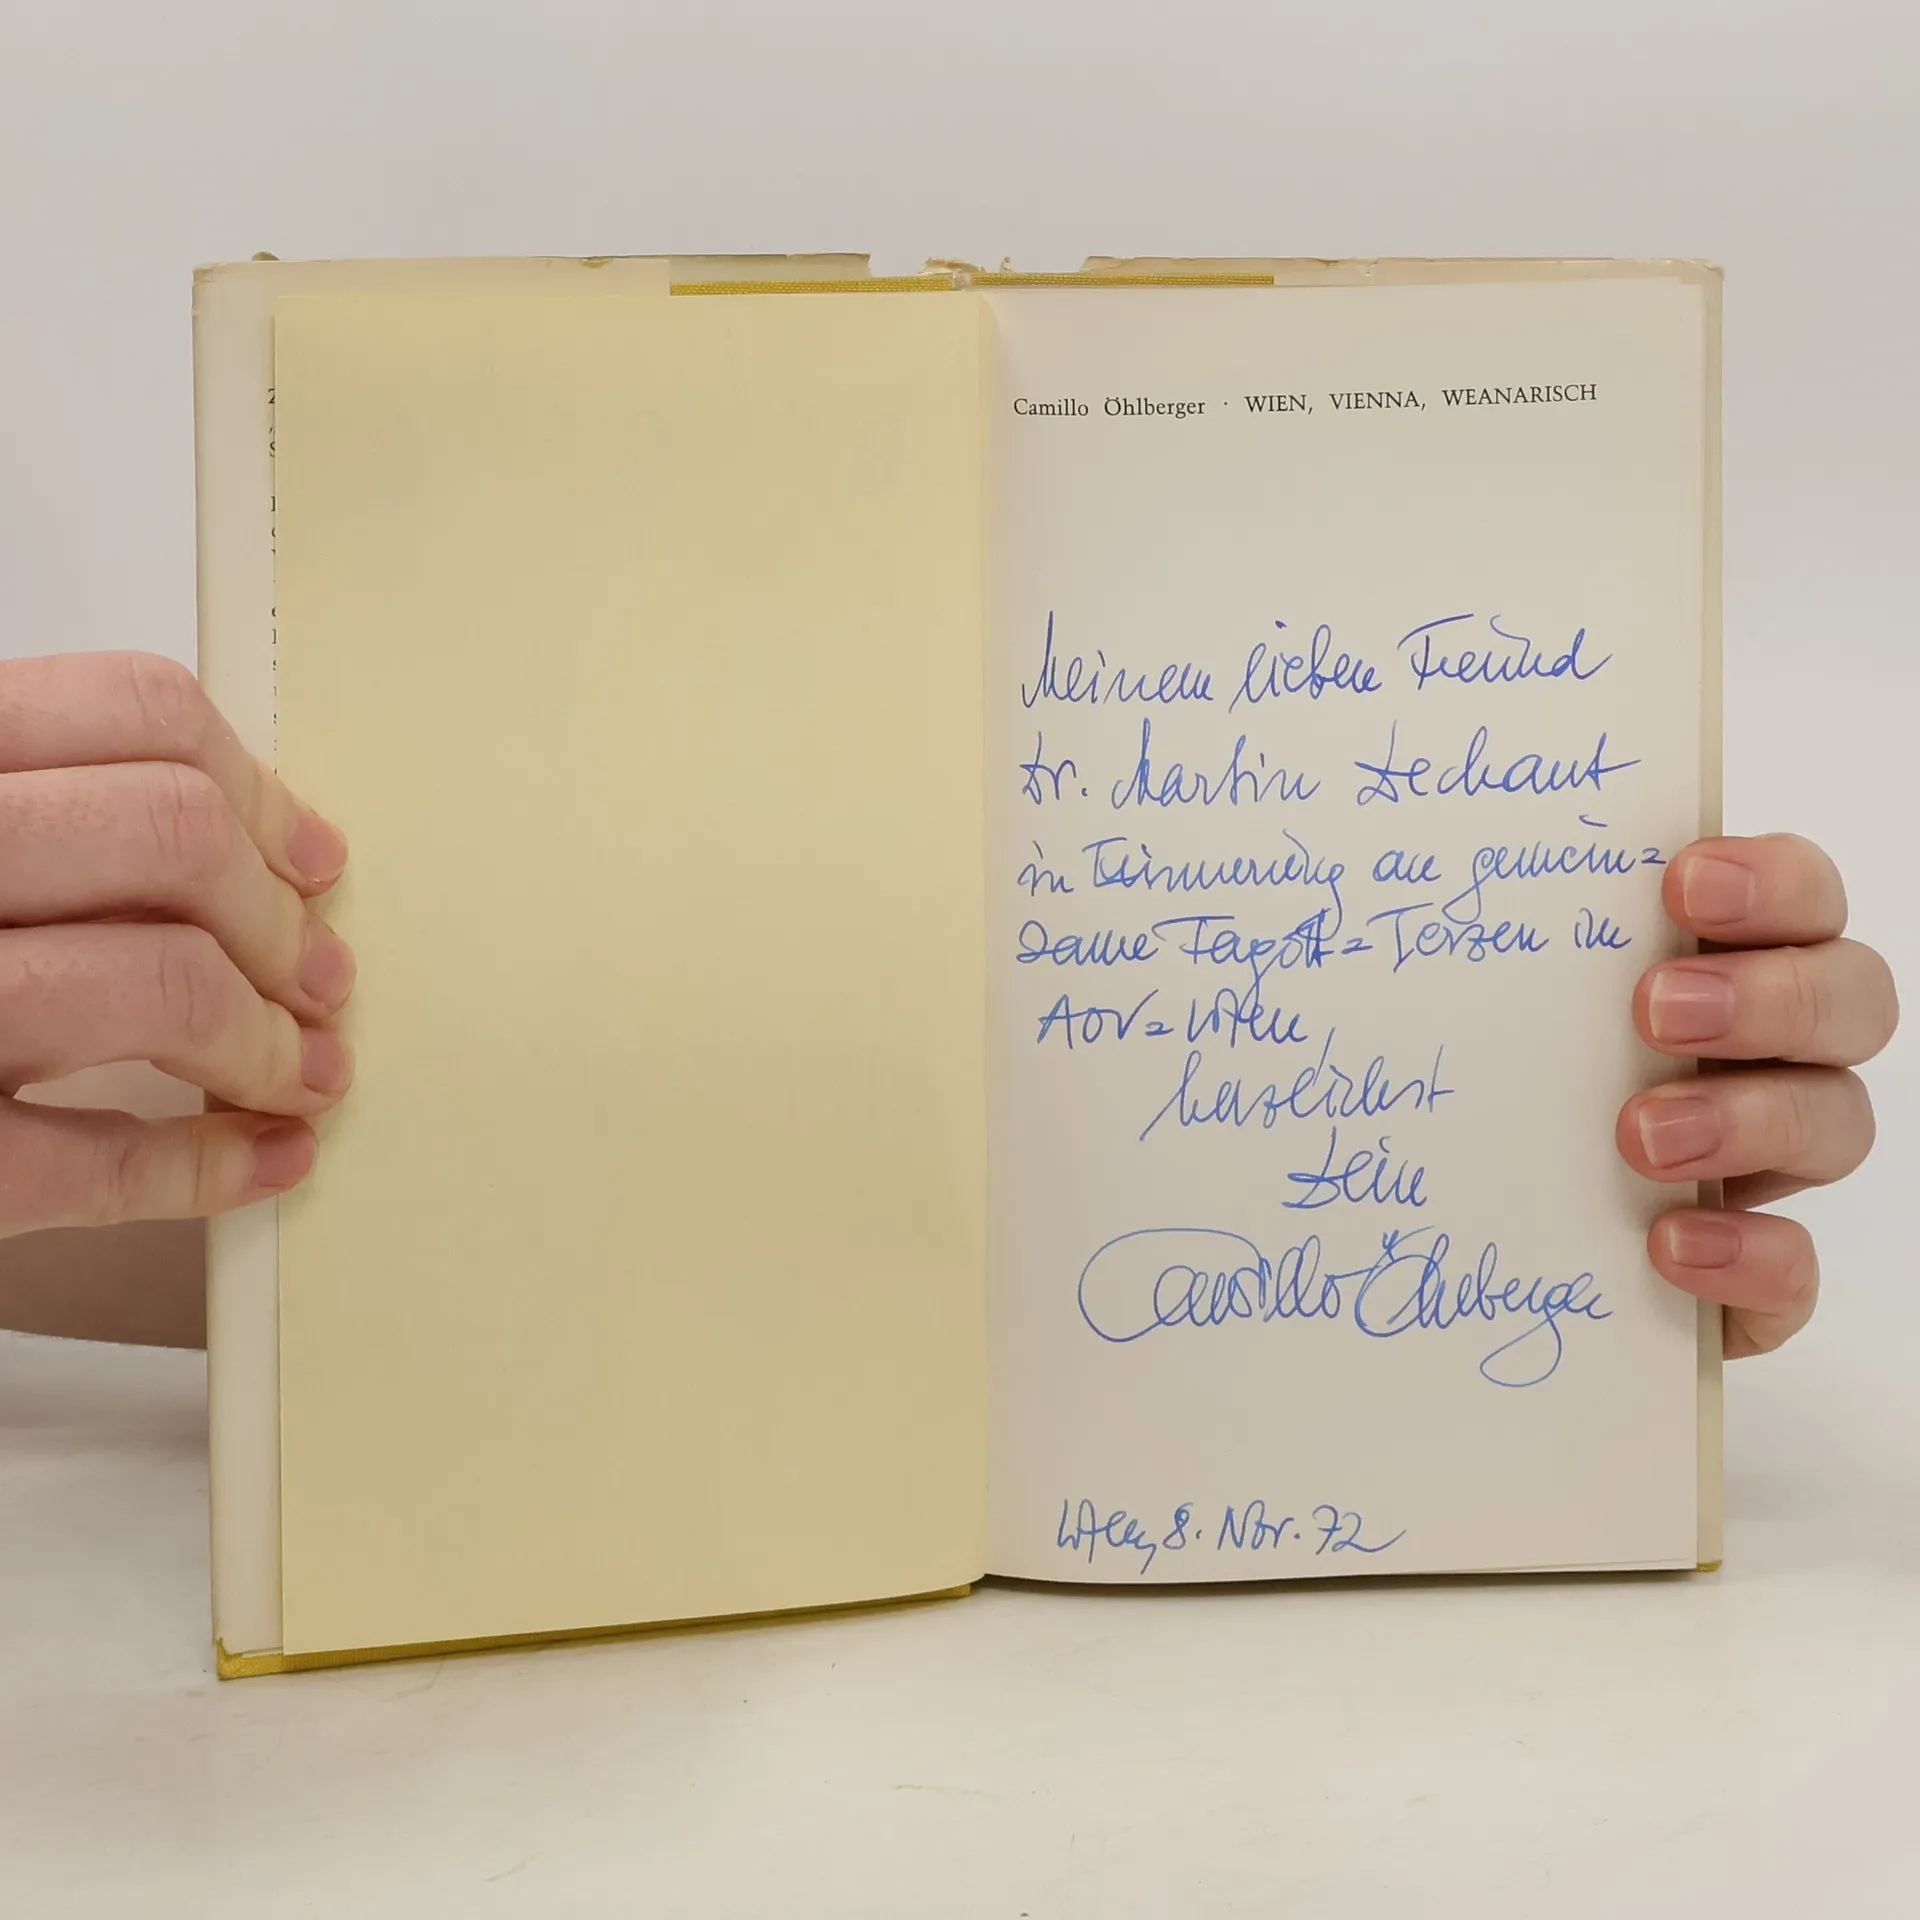 Camillo Öhlberger · WIEN, VIENNA, WEANARISCH
Meinem lieben Freund
Dr. Martin Dechant
in Erinnerung an gemein=
same Fagott=Terzen im
AOV=Wien,
herzlichst
Dein
Camillo Öhlberger
Wien, 8. Nov. 72